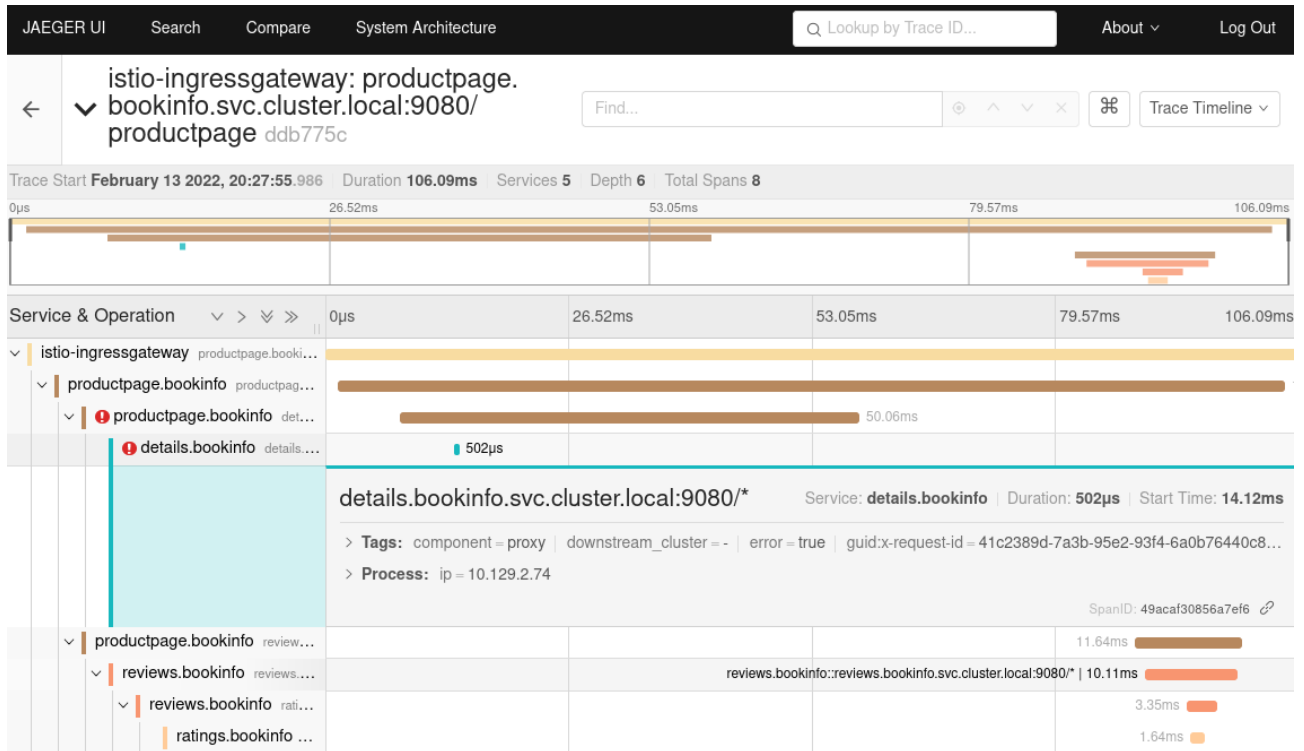 JAEGER UI Search Compare System Architecture Lookup by Trace ID... About Log Out
istio-ingressgateway: productpage.
bookinfo.svc.cluster.local:9080/
productpage ddb775c
Find...
⌘
Trace Timeline
Trace Start February 13 2022, 20:27:55.986 Duration 106.09ms Services 5 Depth 6 Total Spans 8
0μs 26.52ms 53.05ms 79.57ms 106.09ms
Service & Operation 0μs 26.52ms 53.05ms 79.57ms 106.09ms
istio-ingressgateway productpage.booki...
productpage.bookinfo productpag...
productpage.bookinfo det... 50.06ms
details.bookinfo details.... 502μs
details.bookinfo.svc.cluster.local:9080/* Service: details.bookinfo Duration: 502μs Start Time: 14.12ms
Tags: component = proxy downstream_cluster = - error = true guid:x-request-id = 41c2389d-7a3b-95e2-93f4-6a0b76440c8...
Process: ip = 10.129.2.74
SpanID: 49acaf30856a7ef6
productpage.bookinfo review... 11.64ms
reviews.bookinfo reviews.... reviews.bookinfo::reviews.bookinfo.svc.cluster.local:9080/* | 10.11ms
reviews.bookinfo rati... 3.35ms
ratings.bookinfo ... 1.64ms